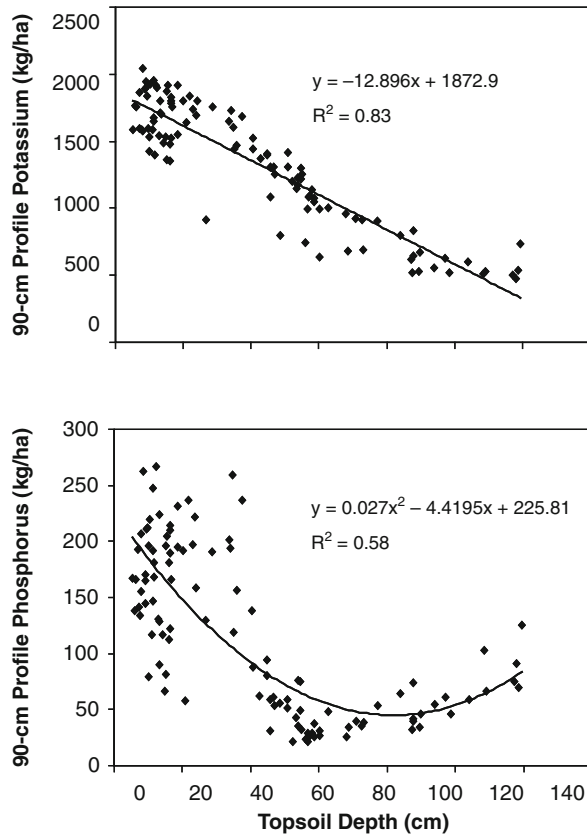 2500
2000
1500
1000
500
0
90-cm Profile Potassium (kg/ha)
y = –12.896x + 1872.9
R² = 0.83
300
250
200
150
100
50
0
90-cm Profile Phosphorus (kg/ha)
y = 0.027x² – 4.4195x + 225.81
R² = 0.58
0 20 40 60 80 100 120 140
Topsoil Depth (cm)